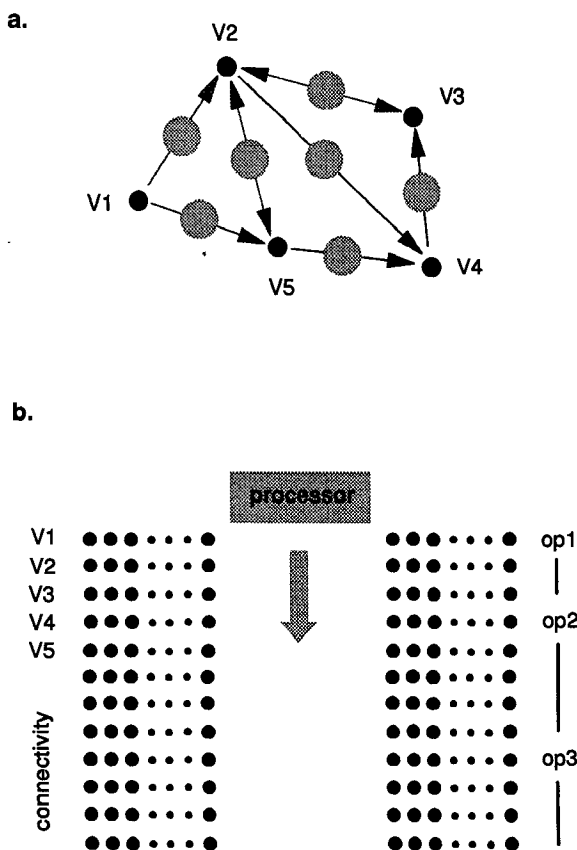 a.
V2
V3
V1
V5
V4
b.
processor
V1
op1
V2
V3
V4
op2
V5
connectivity
op3